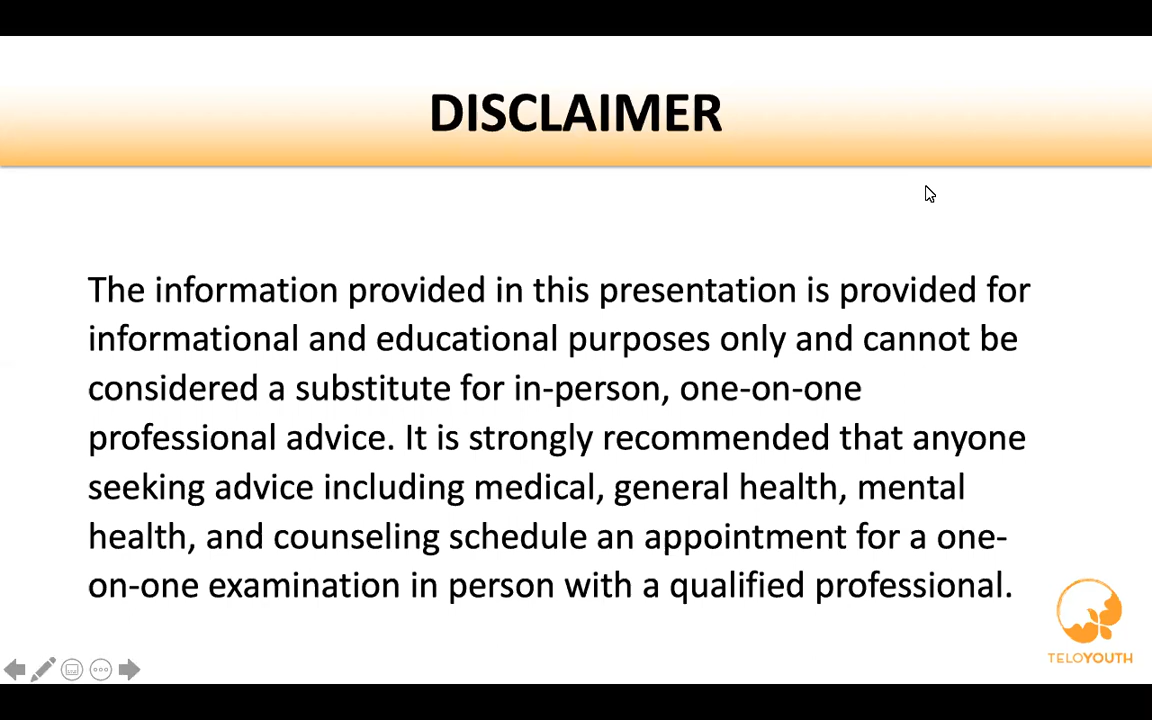 DISCLAIMER
The information provided in this presentation is provided for
informational and educational purposes only and cannot be
considered a substitute for in-person, one-on-one
professional advice. It is strongly recommended that anyone
seeking advice including medical, general health, mental
health, and counseling schedule an appointment for a one-
on-one examination in person with a qualified professional.
TELOYOUTH